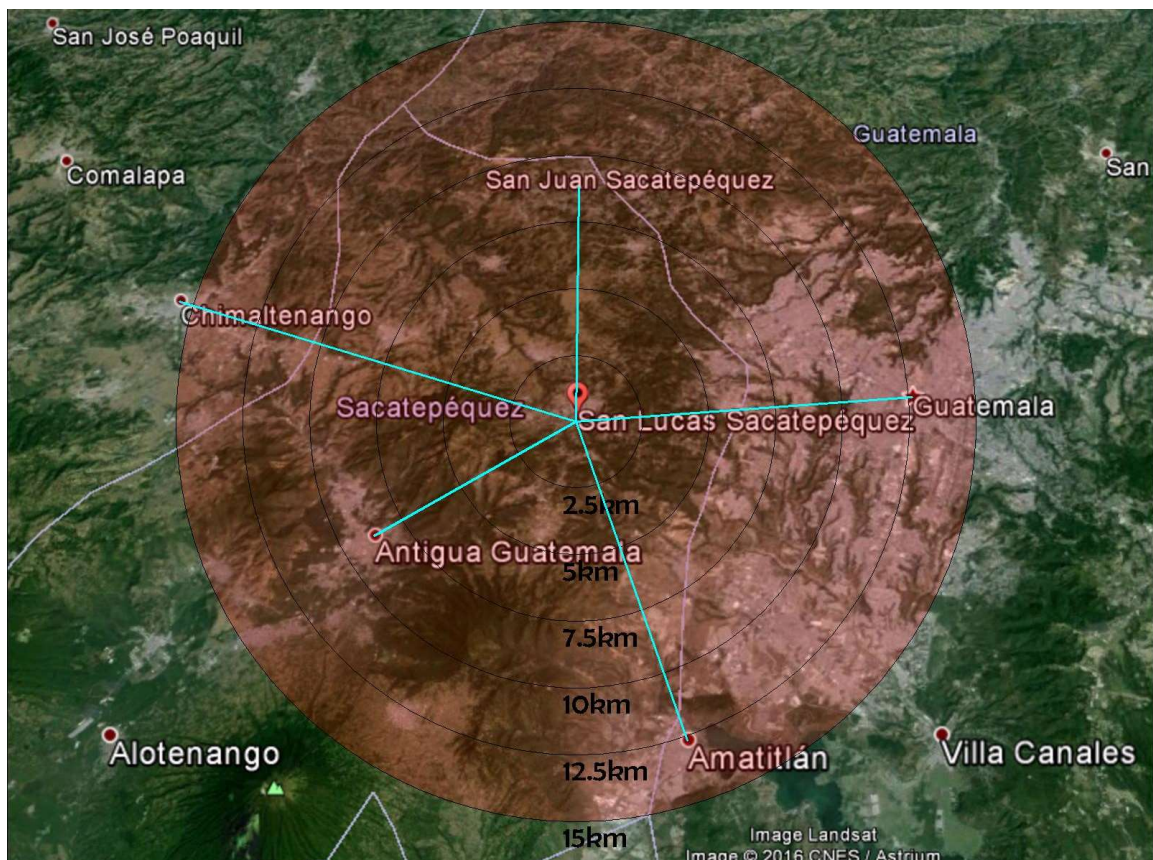 San José Poaquil
Guatemala
San
Comalapa
San Juan Sacatepéquez
Chimaltenango
Sacatepéquez
San Lucas Sacatepéquez
Guatemala
2.5km
Antigua Guatemala
5km
7.5km
10km
Alotenango
Amatitlán
Villa Canales
12.5km
15km
Image Landsat
Image © 2016 CNES / Astrium